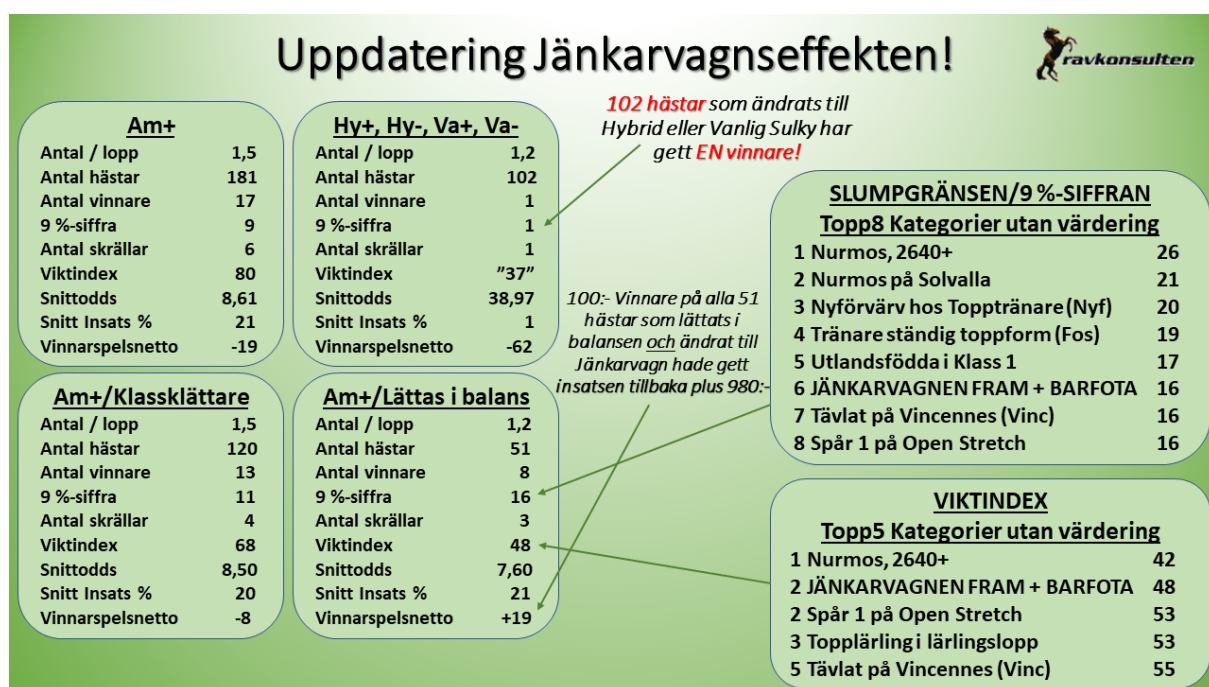 Uppdatering Jänkarvagnseffekten!
ravkonsulten
Am+
Antal / lopp 1,5
Antal hästar 181
Antal vinnare 17
9 %-siffra 9
Antal skrällar 6
Viktindex 80
Snittodds 8,61
Snitt Insats % 21
Vinnarspelsnetto -19
Hy+, Hy-, Va+, Va-
Antal / lopp 1,2
Antal hästar 102
Antal vinnare 1
9 %-siffra 1
Antal skrällar 1
Viktindex ”37”
Snittodds 38,97
Snitt Insats % 1
Vinnarspelsnetto -62
102 hästar som ändrats till
Hybrid eller Vanlig Sulky har
gett EN vinnare!
Am+/Klassklättare
Antal / lopp 1,5
Antal hästar 120
Antal vinnare 13
9 %-siffra 11
Antal skrällar 4
Viktindex 68
Snittodds 8,50
Snitt Insats % 20
Vinnarspelsnetto -8
Am+/Lättas i balans
Antal / lopp 1,2
Antal hästar 51
Antal vinnare 8
9 %-siffra 16
Antal skrällar 3
Viktindex 48
Snittodds 7,60
Snitt Insats % 21
Vinnarspelsnetto +19
100:- Vinnare på alla 51
hästar som lättats i
balansen och ändrat till
Jänkarvagn hade gett
insatsen tillbaka plus 980:-
SLUMPGRÄNSEN/9 %-SIFFRAN
Topp8 Kategorier utan värdering
1 Nurmos, 2640+ 26
2 Nurmos på Solvalla 21
3 Nyförvärv hos Topptränare (Nyf) 20
4 Tränare ständig toppform (Fos) 19
5 Utlandsfödda i Klass 1 17
6 JÄNKARVAGNEN FRAM + BARFOTA 16
7 Tävlat på Vincennes (Vinc) 16
8 Spår 1 på Open Stretch 16
VIKTINDEX
Topp5 Kategorier utan värdering
1 Nurmos, 2640+ 42
2 JÄNKARVAGNEN FRAM + BARFOTA 48
2 Spår 1 på Open Stretch 53
3 Topplärling i lärlingslopp 53
5 Tävlat på Vincennes (Vinc) 55